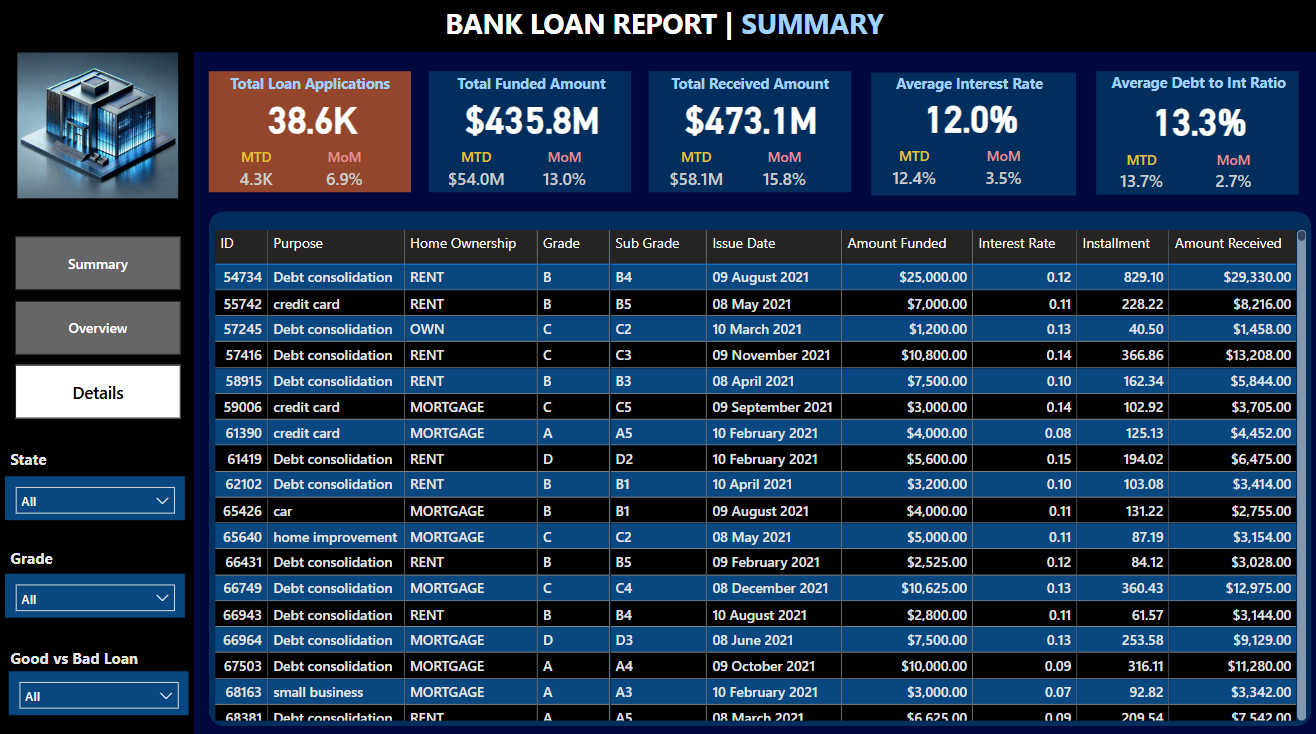 BANK LOAN REPORT | SUMMARY
Total Loan Applications
38.6K
MTD MoM
4.3K 6.9%
Total Funded Amount
$435.8M
MTD MoM
$54.0M 13.0%
Total Received Amount
$473.1M
MTD MoM
$58.1M 15.8%
Average Interest Rate
12.0%
MTD MoM
12.4% 3.5%
Average Debt to Int Ratio
13.3%
MTD MoM
13.7% 2.7%
Summary
Overview
Details
State
All
Grade
All
Good vs Bad Loan
All
ID Purpose Home Ownership Grade Sub Grade Issue Date Amount Funded Interest Rate Installment Amount Received
54734 Debt consolidation RENT B B4 09 August 2021 $25,000.00 0.12 829.10 $29,330.00
55742 credit card RENT B B5 08 May 2021 $7,000.00 0.11 228.22 $8,216.00
57245 Debt consolidation OWN C C2 10 March 2021 $1,200.00 0.13 40.50 $1,458.00
57416 Debt consolidation RENT C C3 09 November 2021 $10,800.00 0.14 366.86 $13,208.00
58915 Debt consolidation RENT B B3 08 April 2021 $7,500.00 0.10 162.34 $5,844.00
59006 credit card MORTGAGE C C5 09 September 2021 $3,000.00 0.14 102.92 $3,705.00
61390 credit card MORTGAGE A A5 10 February 2021 $4,000.00 0.08 125.13 $4,452.00
61419 Debt consolidation RENT D D2 10 February 2021 $5,600.00 0.15 194.02 $6,475.00
62102 Debt consolidation RENT B B1 10 April 2021 $3,200.00 0.10 103.08 $3,414.00
65426 car MORTGAGE B B1 09 August 2021 $4,000.00 0.11 131.22 $2,755.00
65640 home improvement MORTGAGE C C2 08 May 2021 $5,000.00 0.11 87.19 $3,154.00
66431 Debt consolidation RENT B B5 09 February 2021 $2,525.00 0.12 84.12 $3,028.00
66749 Debt consolidation MORTGAGE C C4 08 December 2021 $10,625.00 0.13 360.43 $12,975.00
66943 Debt consolidation RENT B B4 10 August 2021 $2,800.00 0.11 61.57 $3,144.00
66964 Debt consolidation MORTGAGE D D3 08 June 2021 $7,500.00 0.13 253.58 $9,129.00
67503 Debt consolidation MORTGAGE A A4 09 October 2021 $10,000.00 0.09 316.11 $11,280.00
68163 small business MORTGAGE A A3 10 February 2021 $3,000.00 0.07 92.82 $3,342.00
68381 Debt consolidation RENT A A5 08 March 2021 $6,625.00 0.09 209.54 $7,542.00